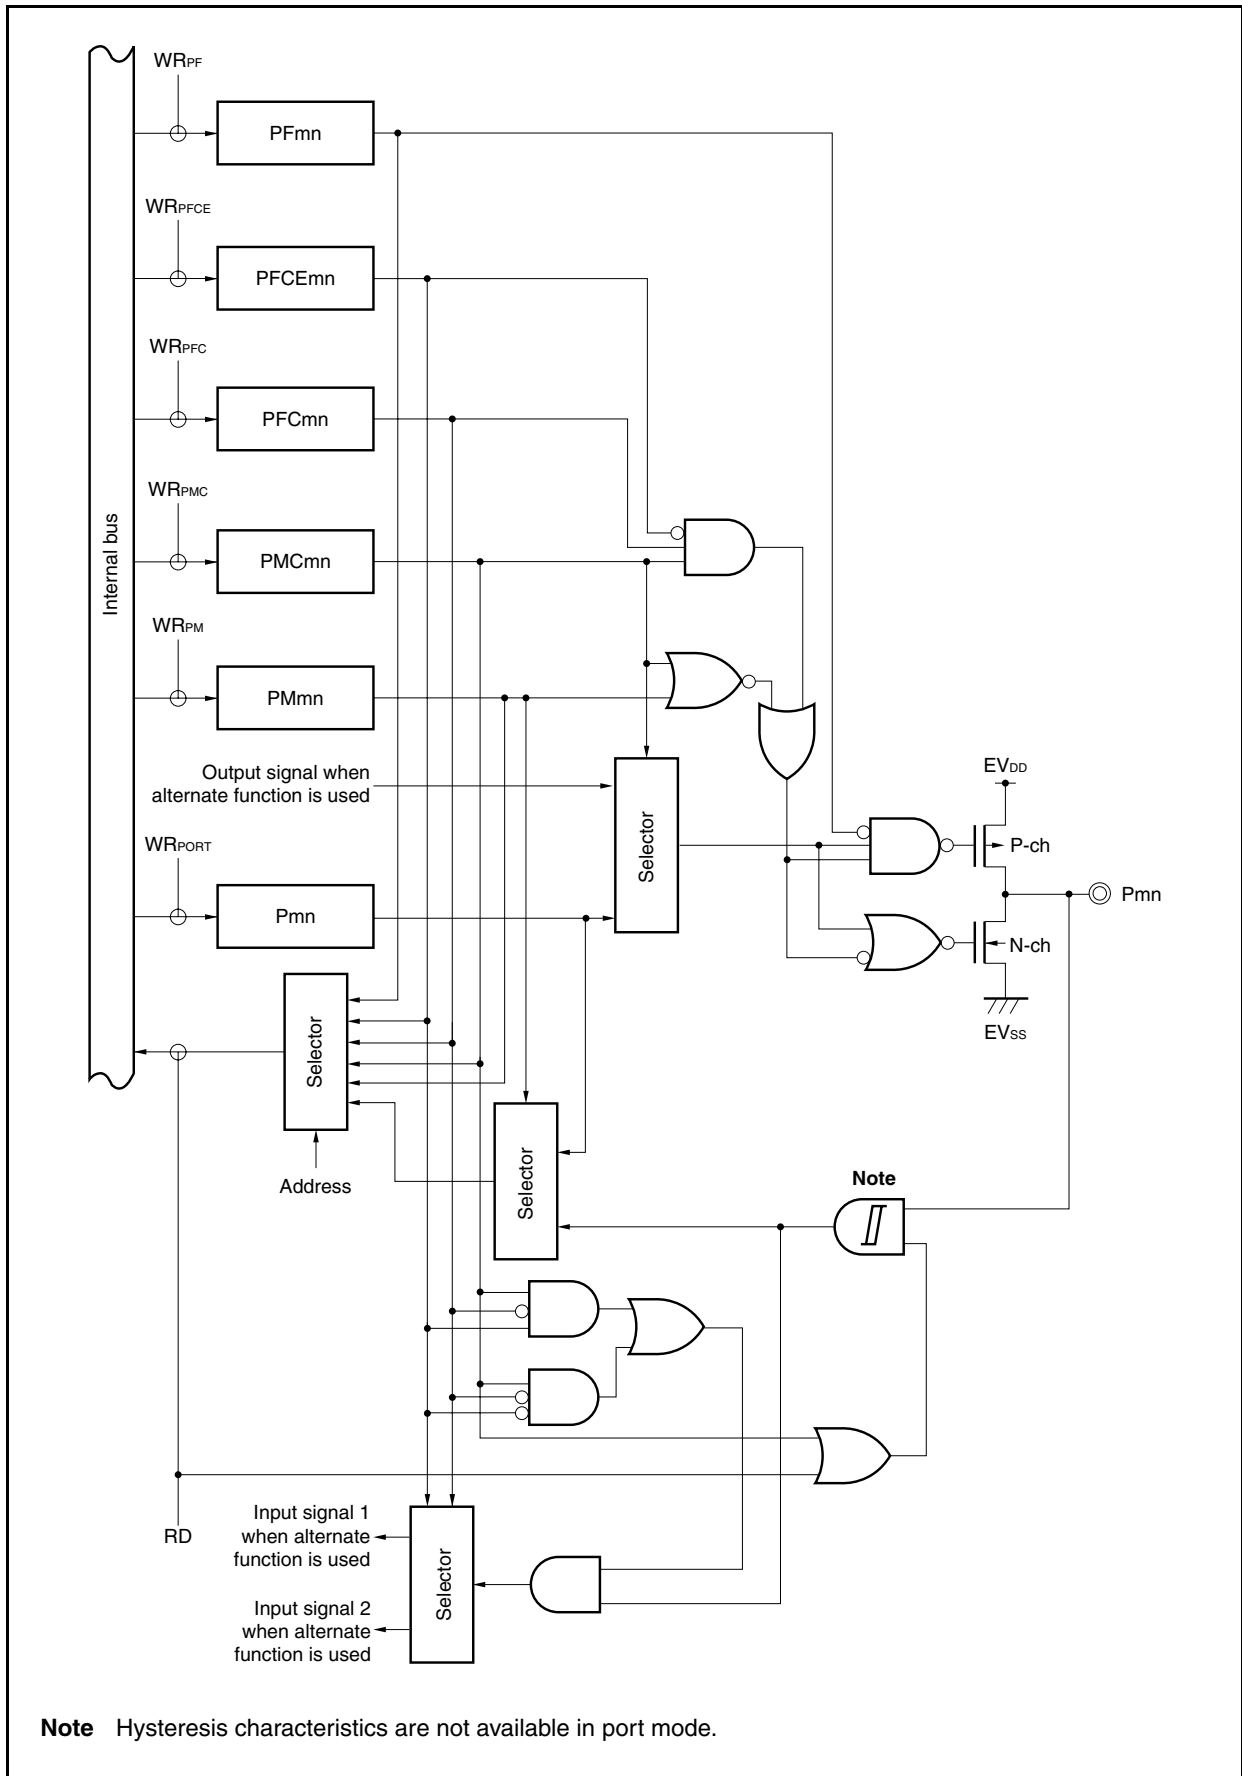 WRPF
PFmn
WRPFCE
PFCEmn
WRPFC
PFCmn
WRPMC
PMCmn
Internal bus
WRPM
PMmn
Output signal when
alternate function is used
Selector
EVDD
P-ch
WRPORT
Pmn
Pmn
N-ch
EVSS
Selector
Address
Selector
Note
RD
Input signal 1
when alternate
function is used
Selector
Input signal 2
when alternate
function is used
Note Hysteresis characteristics are not available in port mode.